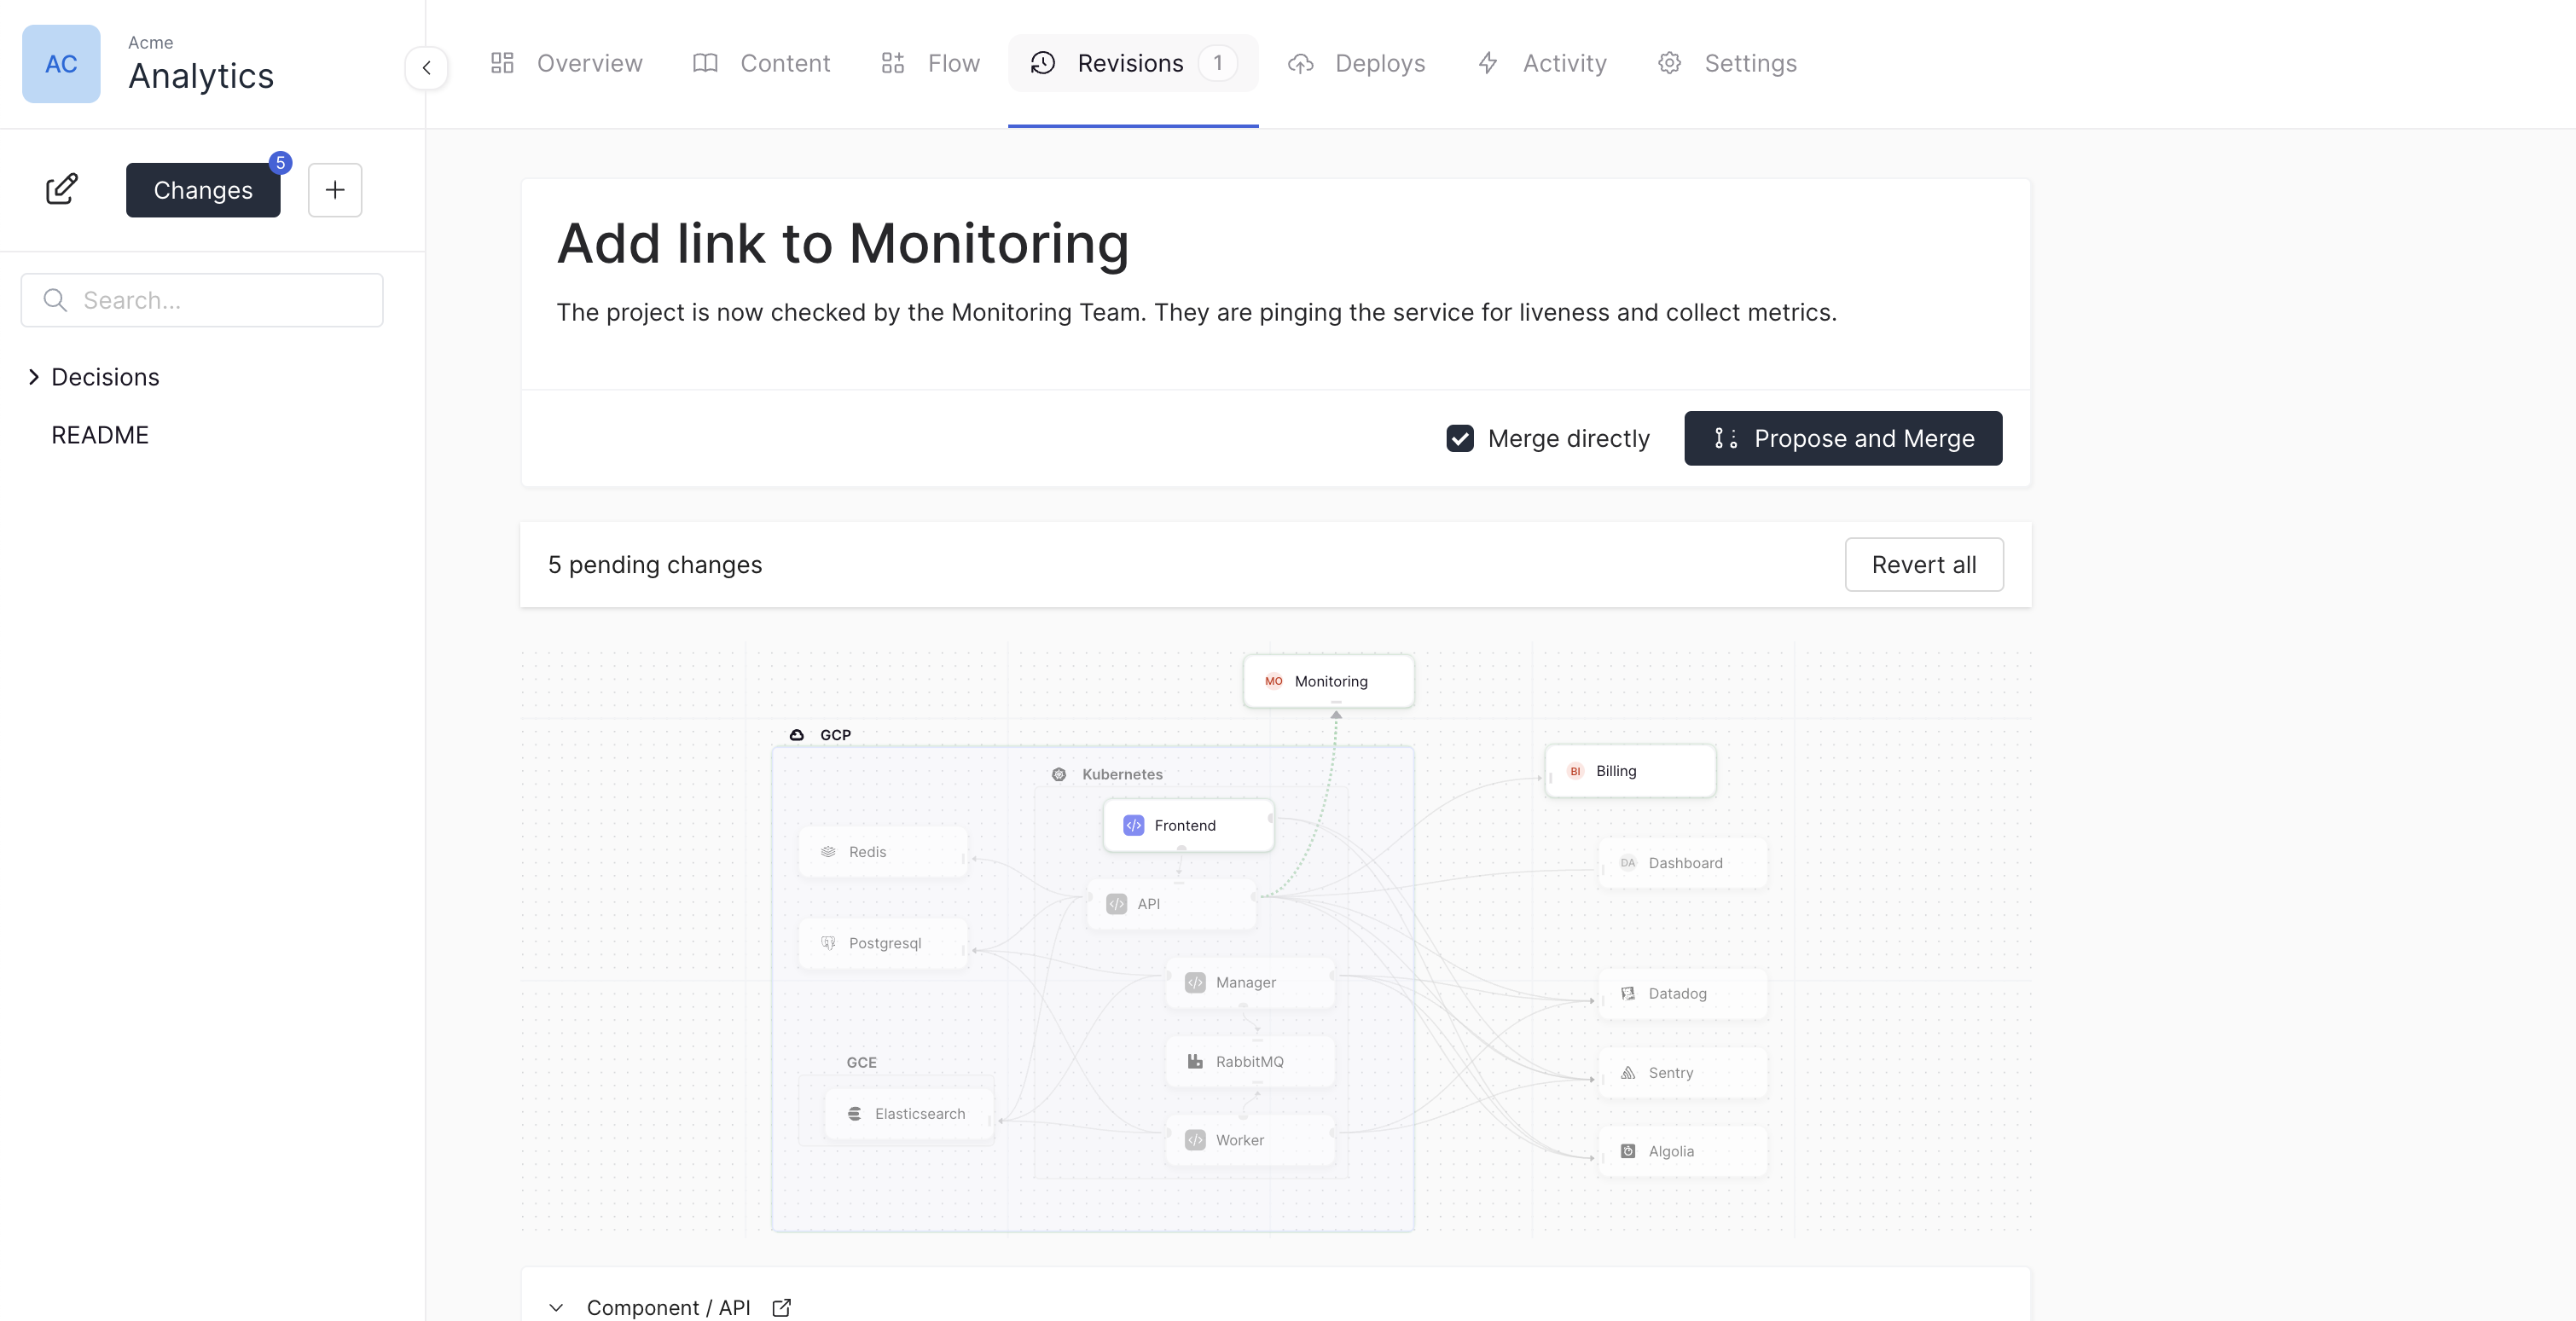 AC
Acme
Analytics
Overview
Content
Flow
Revisions 1
Deploys
Activity
Settings
Changes 5
Search...
Decisions
README
Add link to Monitoring
The project is now checked by the Monitoring Team. They are pinging the service for liveness and collect metrics.
Merge directly
Propose and Merge
5 pending changes
Revert all
MO Monitoring
GCP
Kubernetes
BI Billing
Frontend
Redis
DA Dashboard
API
Postgresql
Manager
Datadog
GCE
RabbitMQ
Sentry
Elasticsearch
Worker
Algolia
Component / API